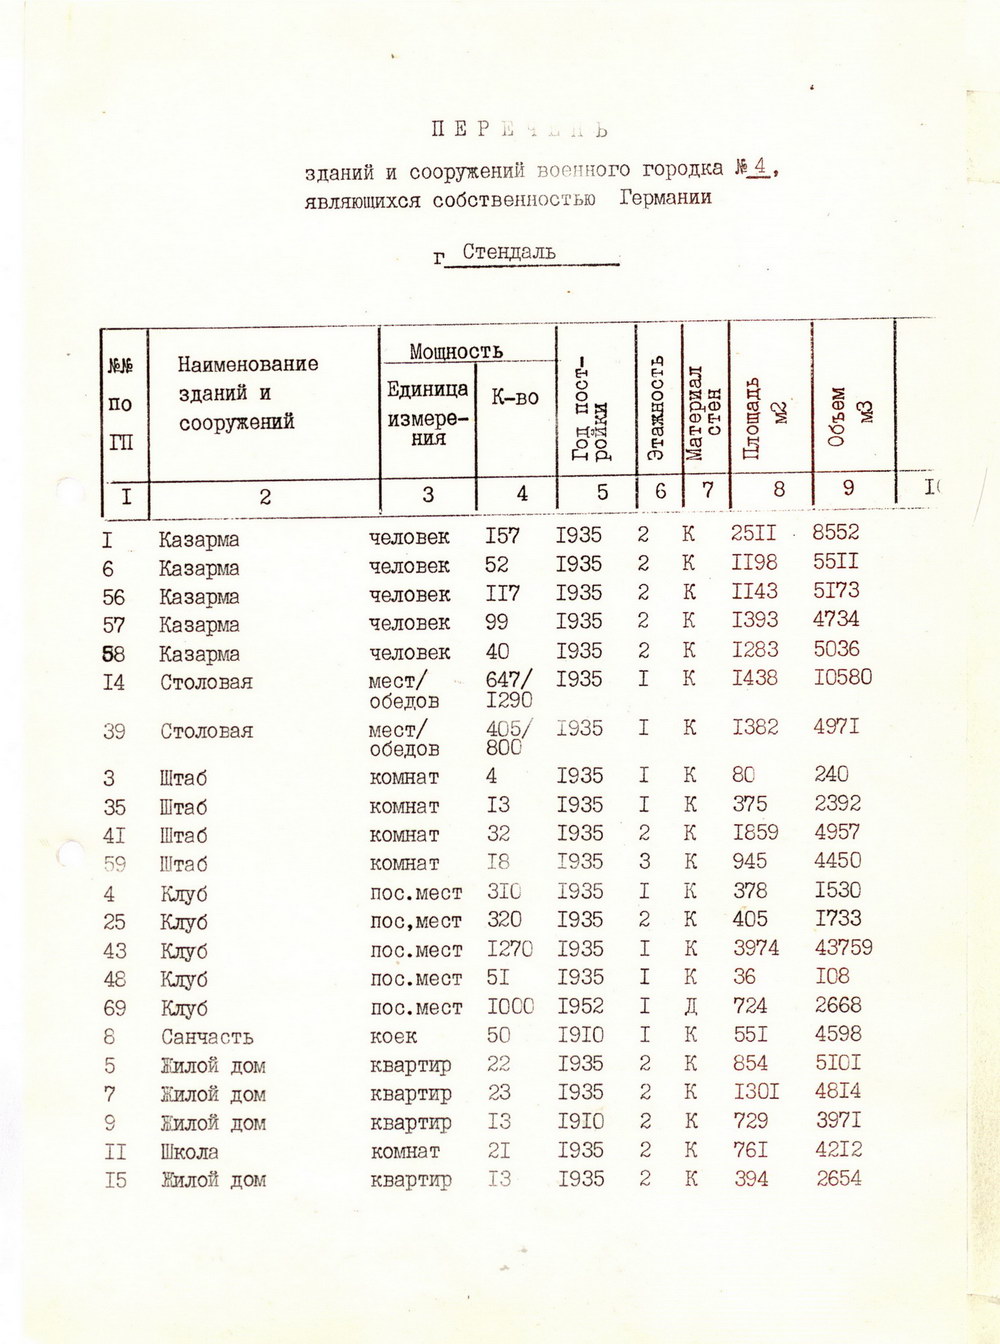 ПЕРЕЧЕНЬ
зданий и сооружений военного городка № 4,
являющихся собственностью Германии
г Стендаль
№№ по ГП
Наименование зданий и сооружений
Мощность
Единица измере-ния
К-во
Год пост-ройки
Этажность
Материал стен
Площадь м2
Объем м3
I 2 3 4 5 6 7 8 9
I Казарма человек I57 I935 2 К 25II 8552
6 Казарма человек 52 I935 2 К II98 55II
56 Казарма человек II7 I935 2 К II43 5I73
57 Казарма человек 99 I935 2 К I393 4734
58 Казарма человек 40 I935 2 К I283 5036
I4 Столовая мест/ 647/ I935 I К I438 I0580
обедов I290
39 Столовая мест/ 405/ I935 I К I382 497I
обедов 800
3 Штаб комнат 4 I935 I К 80 240
35 Штаб комнат I3 I935 I К 375 2392
4I Штаб комнат 32 I935 2 К I859 4957
59 Штаб комнат I8 I935 3 К 945 4450
4 Клуб пос.мест 3I0 I935 I К 378 I530
25 Клуб пос,мест 320 I935 2 К 405 I733
43 Клуб пос.мест I270 I935 I К 3974 43759
48 Клуб пос.мест 5I I935 I К 36 I08
69 Клуб пос.мест I000 I952 I Д 724 2668
8 Санчасть коек 50 I9I0 I К 55I 4598
5 Жилой дом квартир 22 I935 2 К 854 5I0I
7 Жилой дом квартир 23 I935 2 К I30I 48I4
9 Жилой дом квартир I3 I9I0 2 К 729 397I
II Школа комнат 2I I935 2 К 76I 42I2
I5 Жилой дом квартир I3 I935 2 К 394 2654